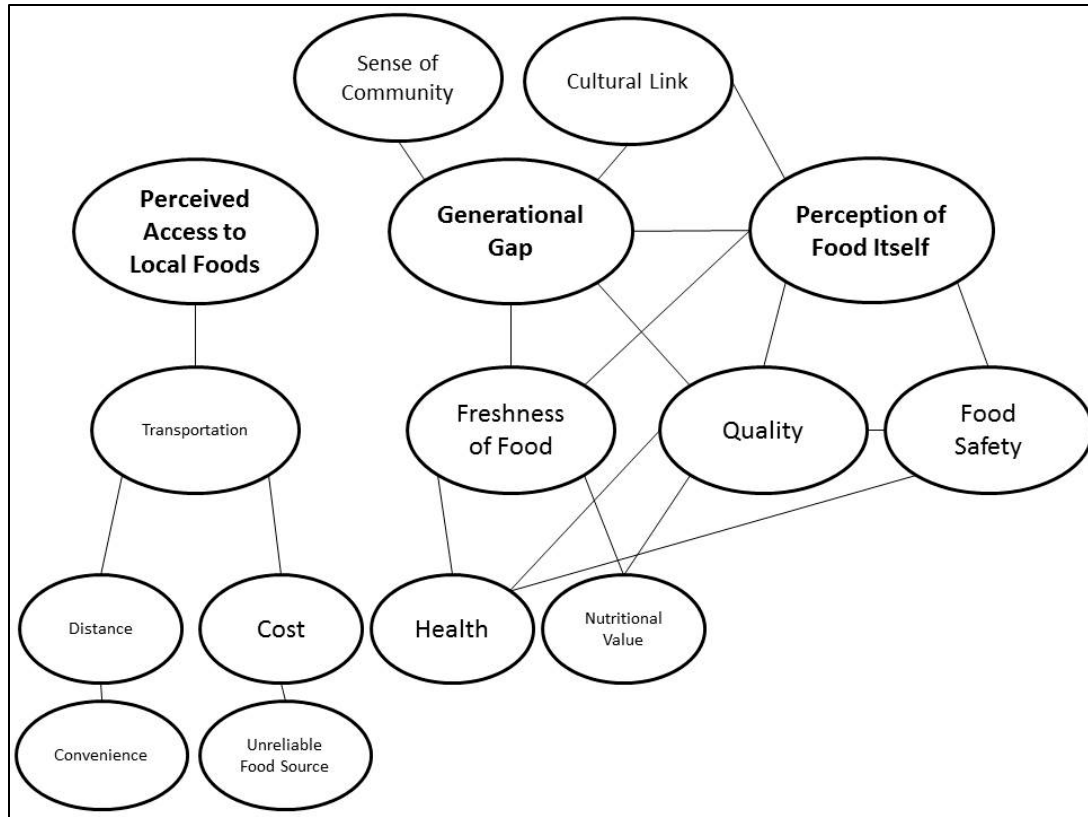 Sense of
Community
Cultural Link
Perceived
Access to
Local Foods
Generational
Gap
Perception of
Food Itself
Transportation
Freshness
of Food
Quality
Food
Safety
Distance
Cost
Health
Nutritional
Value
Convenience
Unreliable
Food Source